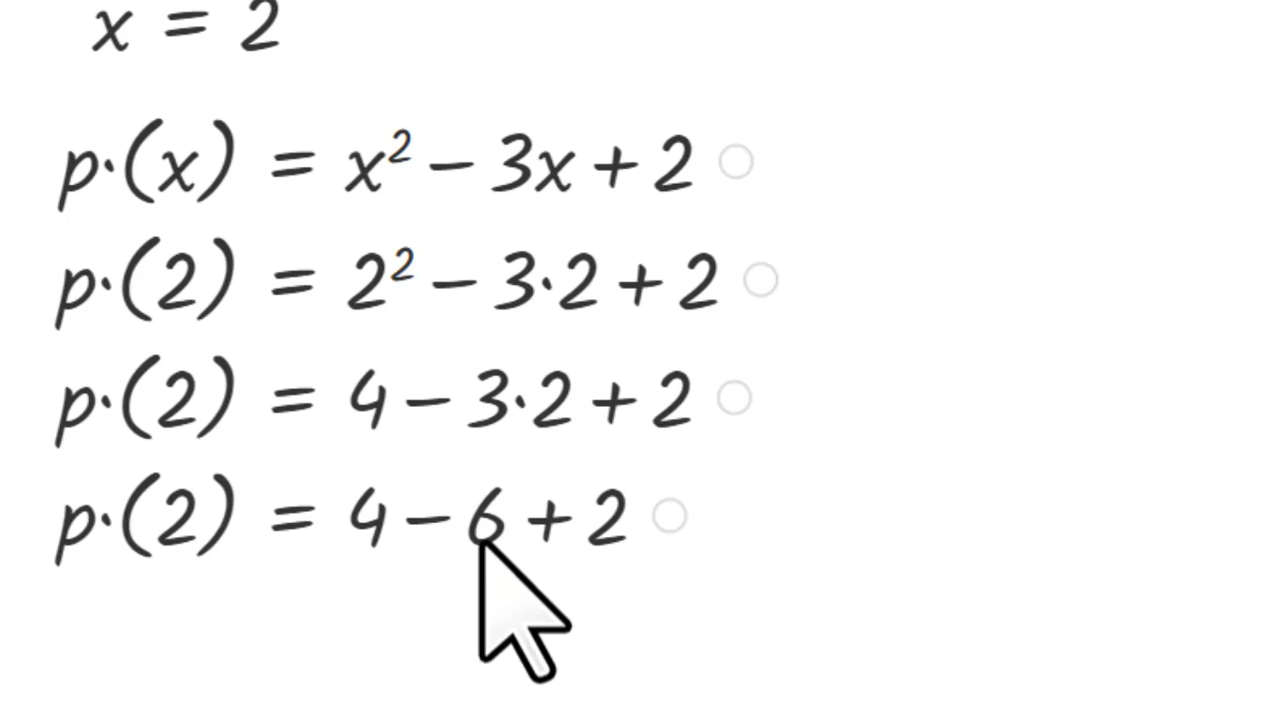 x = 2
p·(x) = x² − 3x + 2
p·(2) = 2² − 3·2 + 2
p·(2) = 4 − 3·2 + 2
p·(2) = 4 − 6 + 2